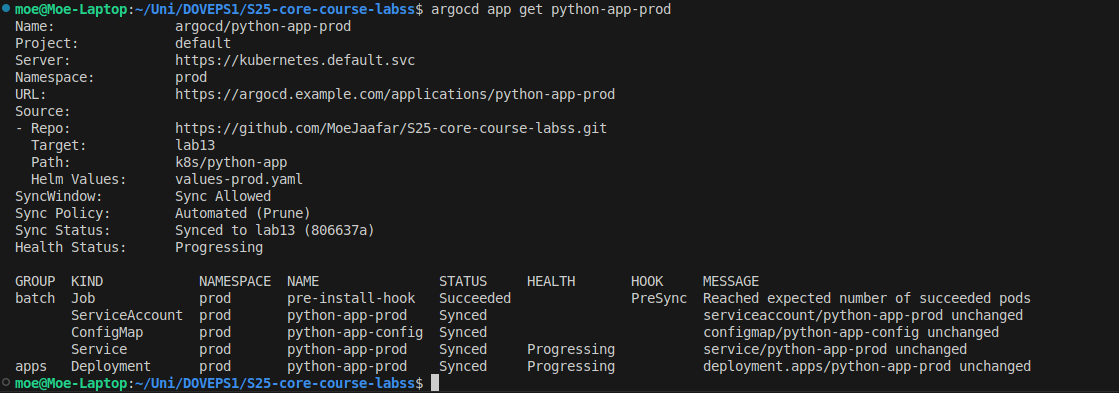 moe@Moe-Laptop:~/Uni/DOVEPS1/S25-core-course-labss$ argocd app get python-app-prod
Name:               argocd/python-app-prod
Project:            default
Server:             https://kubernetes.default.svc
Namespace:          prod
URL:                https://argocd.example.com/applications/python-app-prod
Source:
- Repo:             https://github.com/MoeJaafar/S25-core-course-labss.git
  Target:           lab13
  Path:             k8s/python-app
  Helm Values:      values-prod.yaml
SyncWindow:         Sync Allowed
Sync Policy:        Automated (Prune)
Sync Status:        Synced to lab13 (806637a)
Health Status:      Progressing

GROUP  KIND            NAMESPACE  NAME               STATUS     HEALTH       HOOK     MESSAGE
batch  Job             prod       pre-install-hook   Succeeded               PreSync  Reached expected number of succeeded pods
       ServiceAccount  prod       python-app-prod    Synced                           serviceaccount/python-app-prod unchanged
       ConfigMap       prod       python-app-config  Synced                           configmap/python-app-config unchanged
       Service         prod       python-app-prod    Synced     Progressing           service/python-app-prod unchanged
apps   Deployment      prod       python-app-prod    Synced     Progressing           deployment.apps/python-app-prod unchanged
moe@Moe-Laptop:~/Uni/DOVEPS1/S25-core-course-labss$